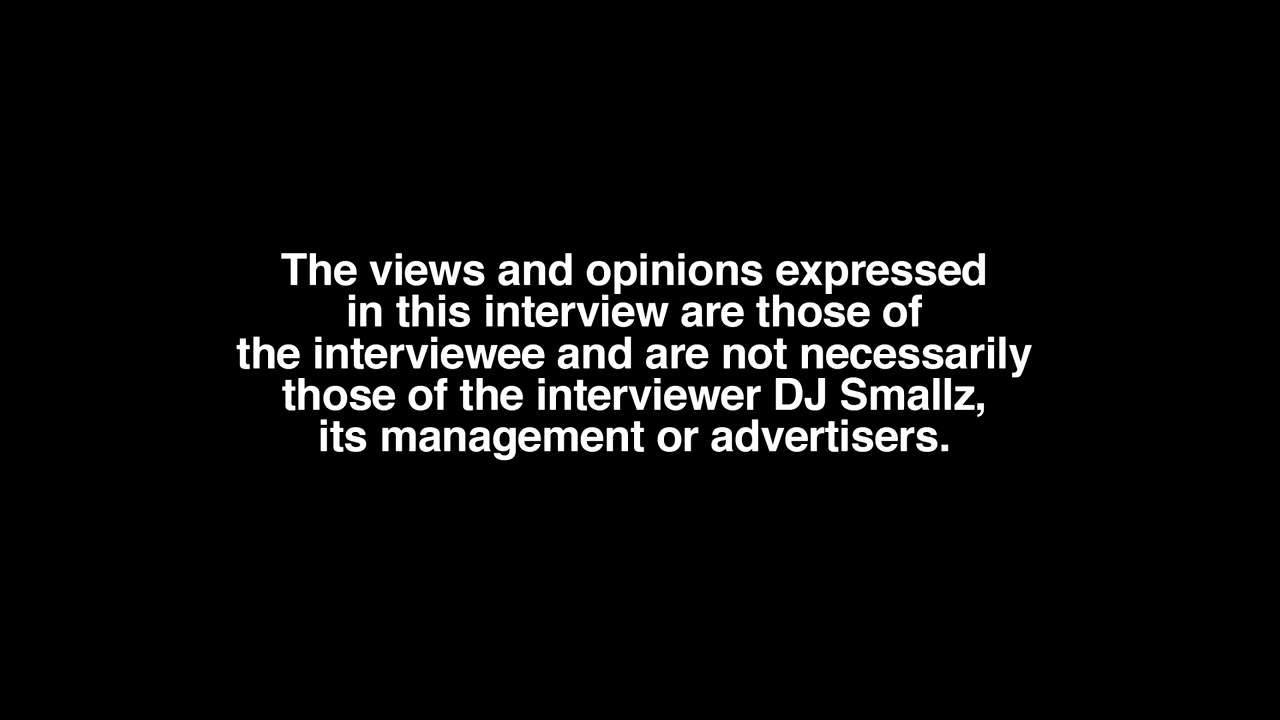 The views and opinions expressed
in this interview are those of
the interviewee and are not necessarily
those of the interviewer DJ Smallz,
its management or advertisers.